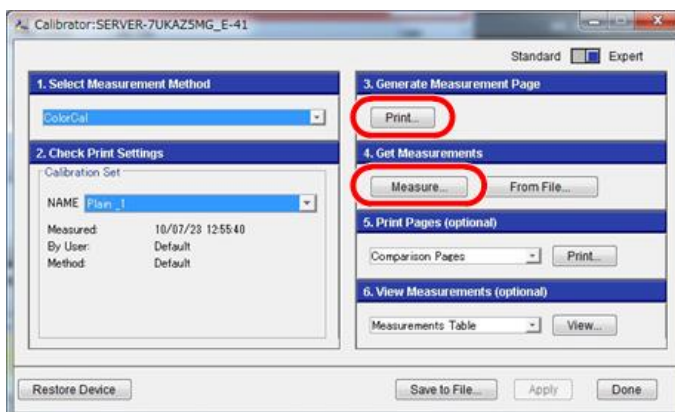 Calibrator:SERVER-7UKAZ5MG_E-41
Standard Expert
1. Select Measurement Method
ColorCal
2. Check Print Settings
Calibration Set
NAME Plain _1
Measured: 10/07/23 12:55:40
By User: Default
Method: Default
3. Generate Measurement Page
Print...
4. Get Measurements
Measure... From File...
5. Print Pages (optional)
Comparison Pages Print...
6. View Measurements (optional)
Measurements Table View...
Restore Device Save to File... Apply Done